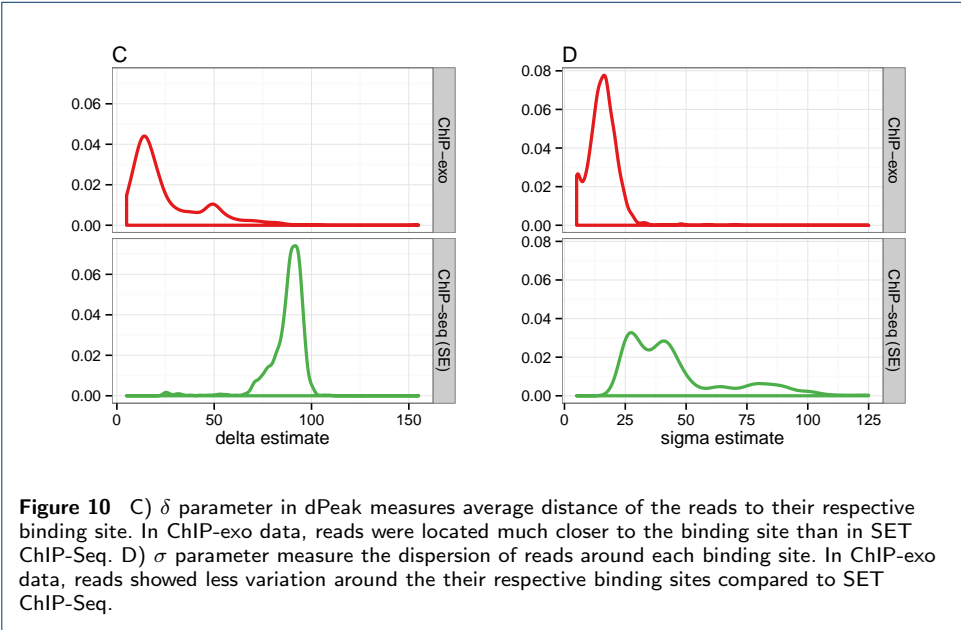 C
0.06
0.04
0.02
0.00
ChIP−exo
0.06
0.04
0.02
0.00
ChIP−seq (SE)
0 50 100 150
delta estimate
D
0.08
0.06
0.04
0.02
0.00
ChIP−exo
0.08
0.06
0.04
0.02
0.00
ChIP−seq (SE)
0 25 50 75 100 125
sigma estimate
Figure 10 C) δ parameter in dPeak measures average distance of the reads to their respective
binding site. In ChIP-exo data, reads were located much closer to the binding site than in SET
ChIP-Seq. D) σ parameter measure the dispersion of reads around each binding site. In ChIP-exo
data, reads showed less variation around the their respective binding sites compared to SET
ChIP-Seq.